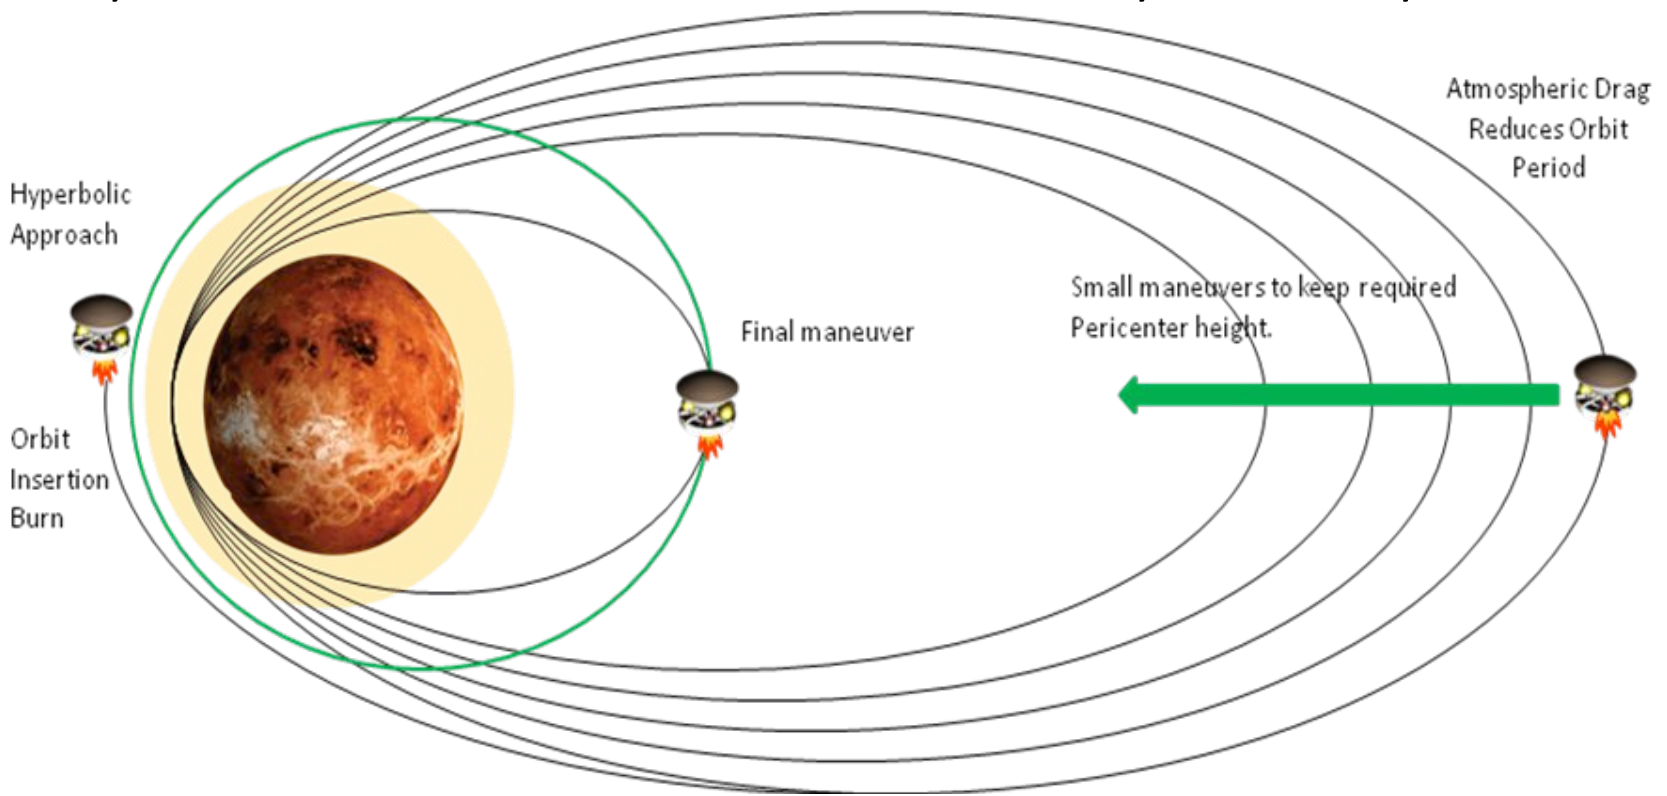 Atmospheric Drag
Reduces Orbit
Period
Hyperbolic
Approach
Small maneuvers to keep required
Pericenter height.
Final maneuver
Orbit
Insertion
Burn